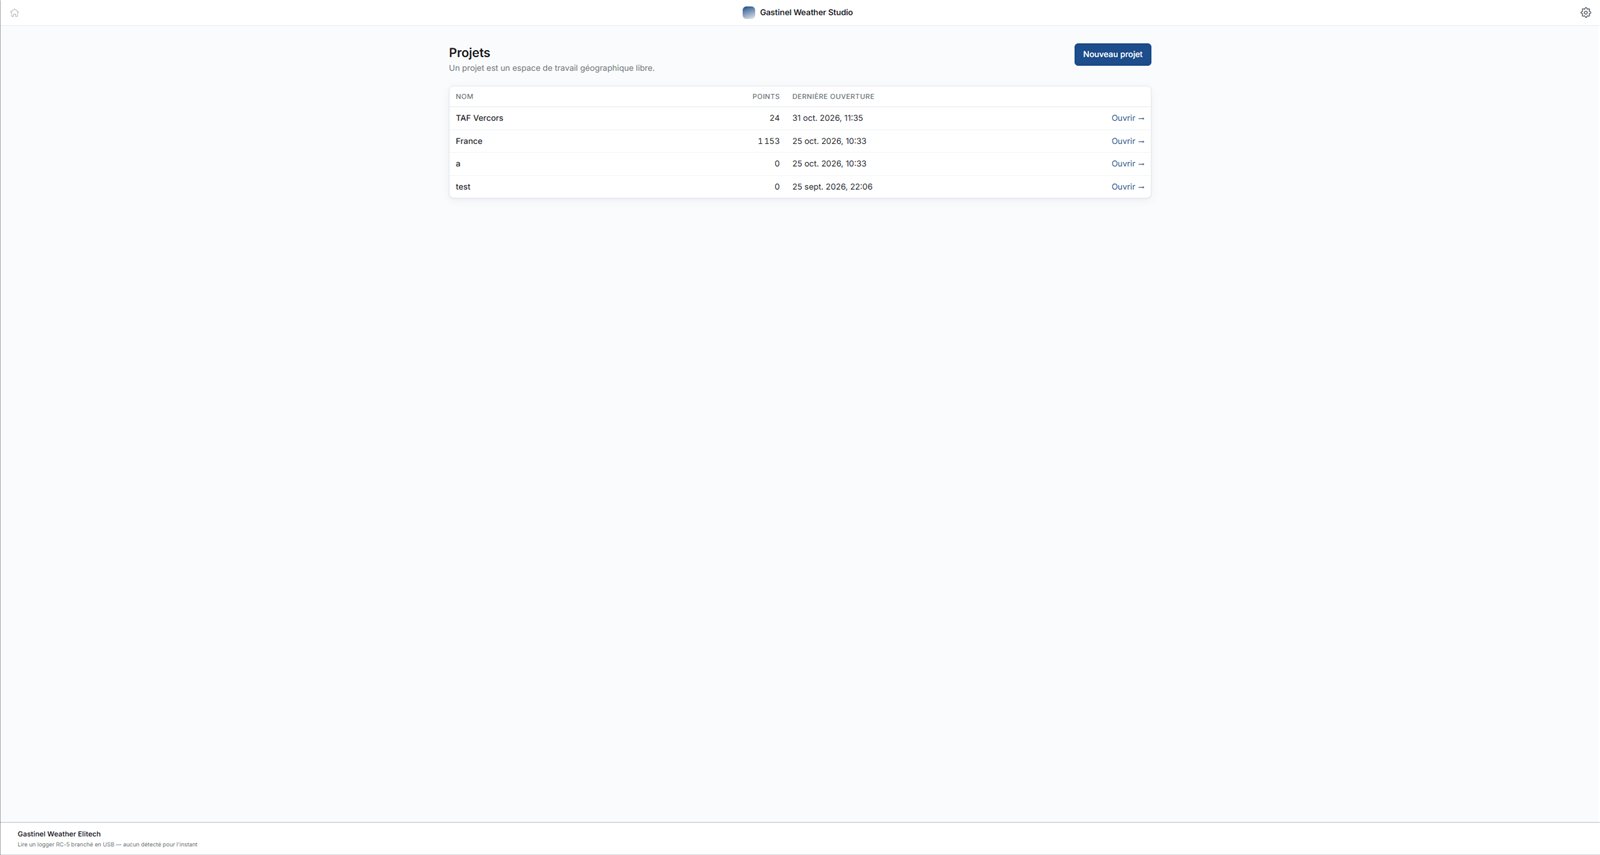 Gastinel Weather Studio
Projets
Nouveau projet
Un projet est un espace de travail géographique libre.
NOM POINTS DERNIÈRE OUVERTURE
TAF Vercors 24 31 oct. 2026, 11:35 Ouvrir →
France 1 153 25 oct. 2026, 10:33 Ouvrir →
a 0 25 oct. 2026, 10:33 Ouvrir →
test 0 25 sept. 2026, 22:06 Ouvrir →
Gastinel Weather Elitech
Lire un logger RC-5 branché en USB — aucun détecté pour l'instant